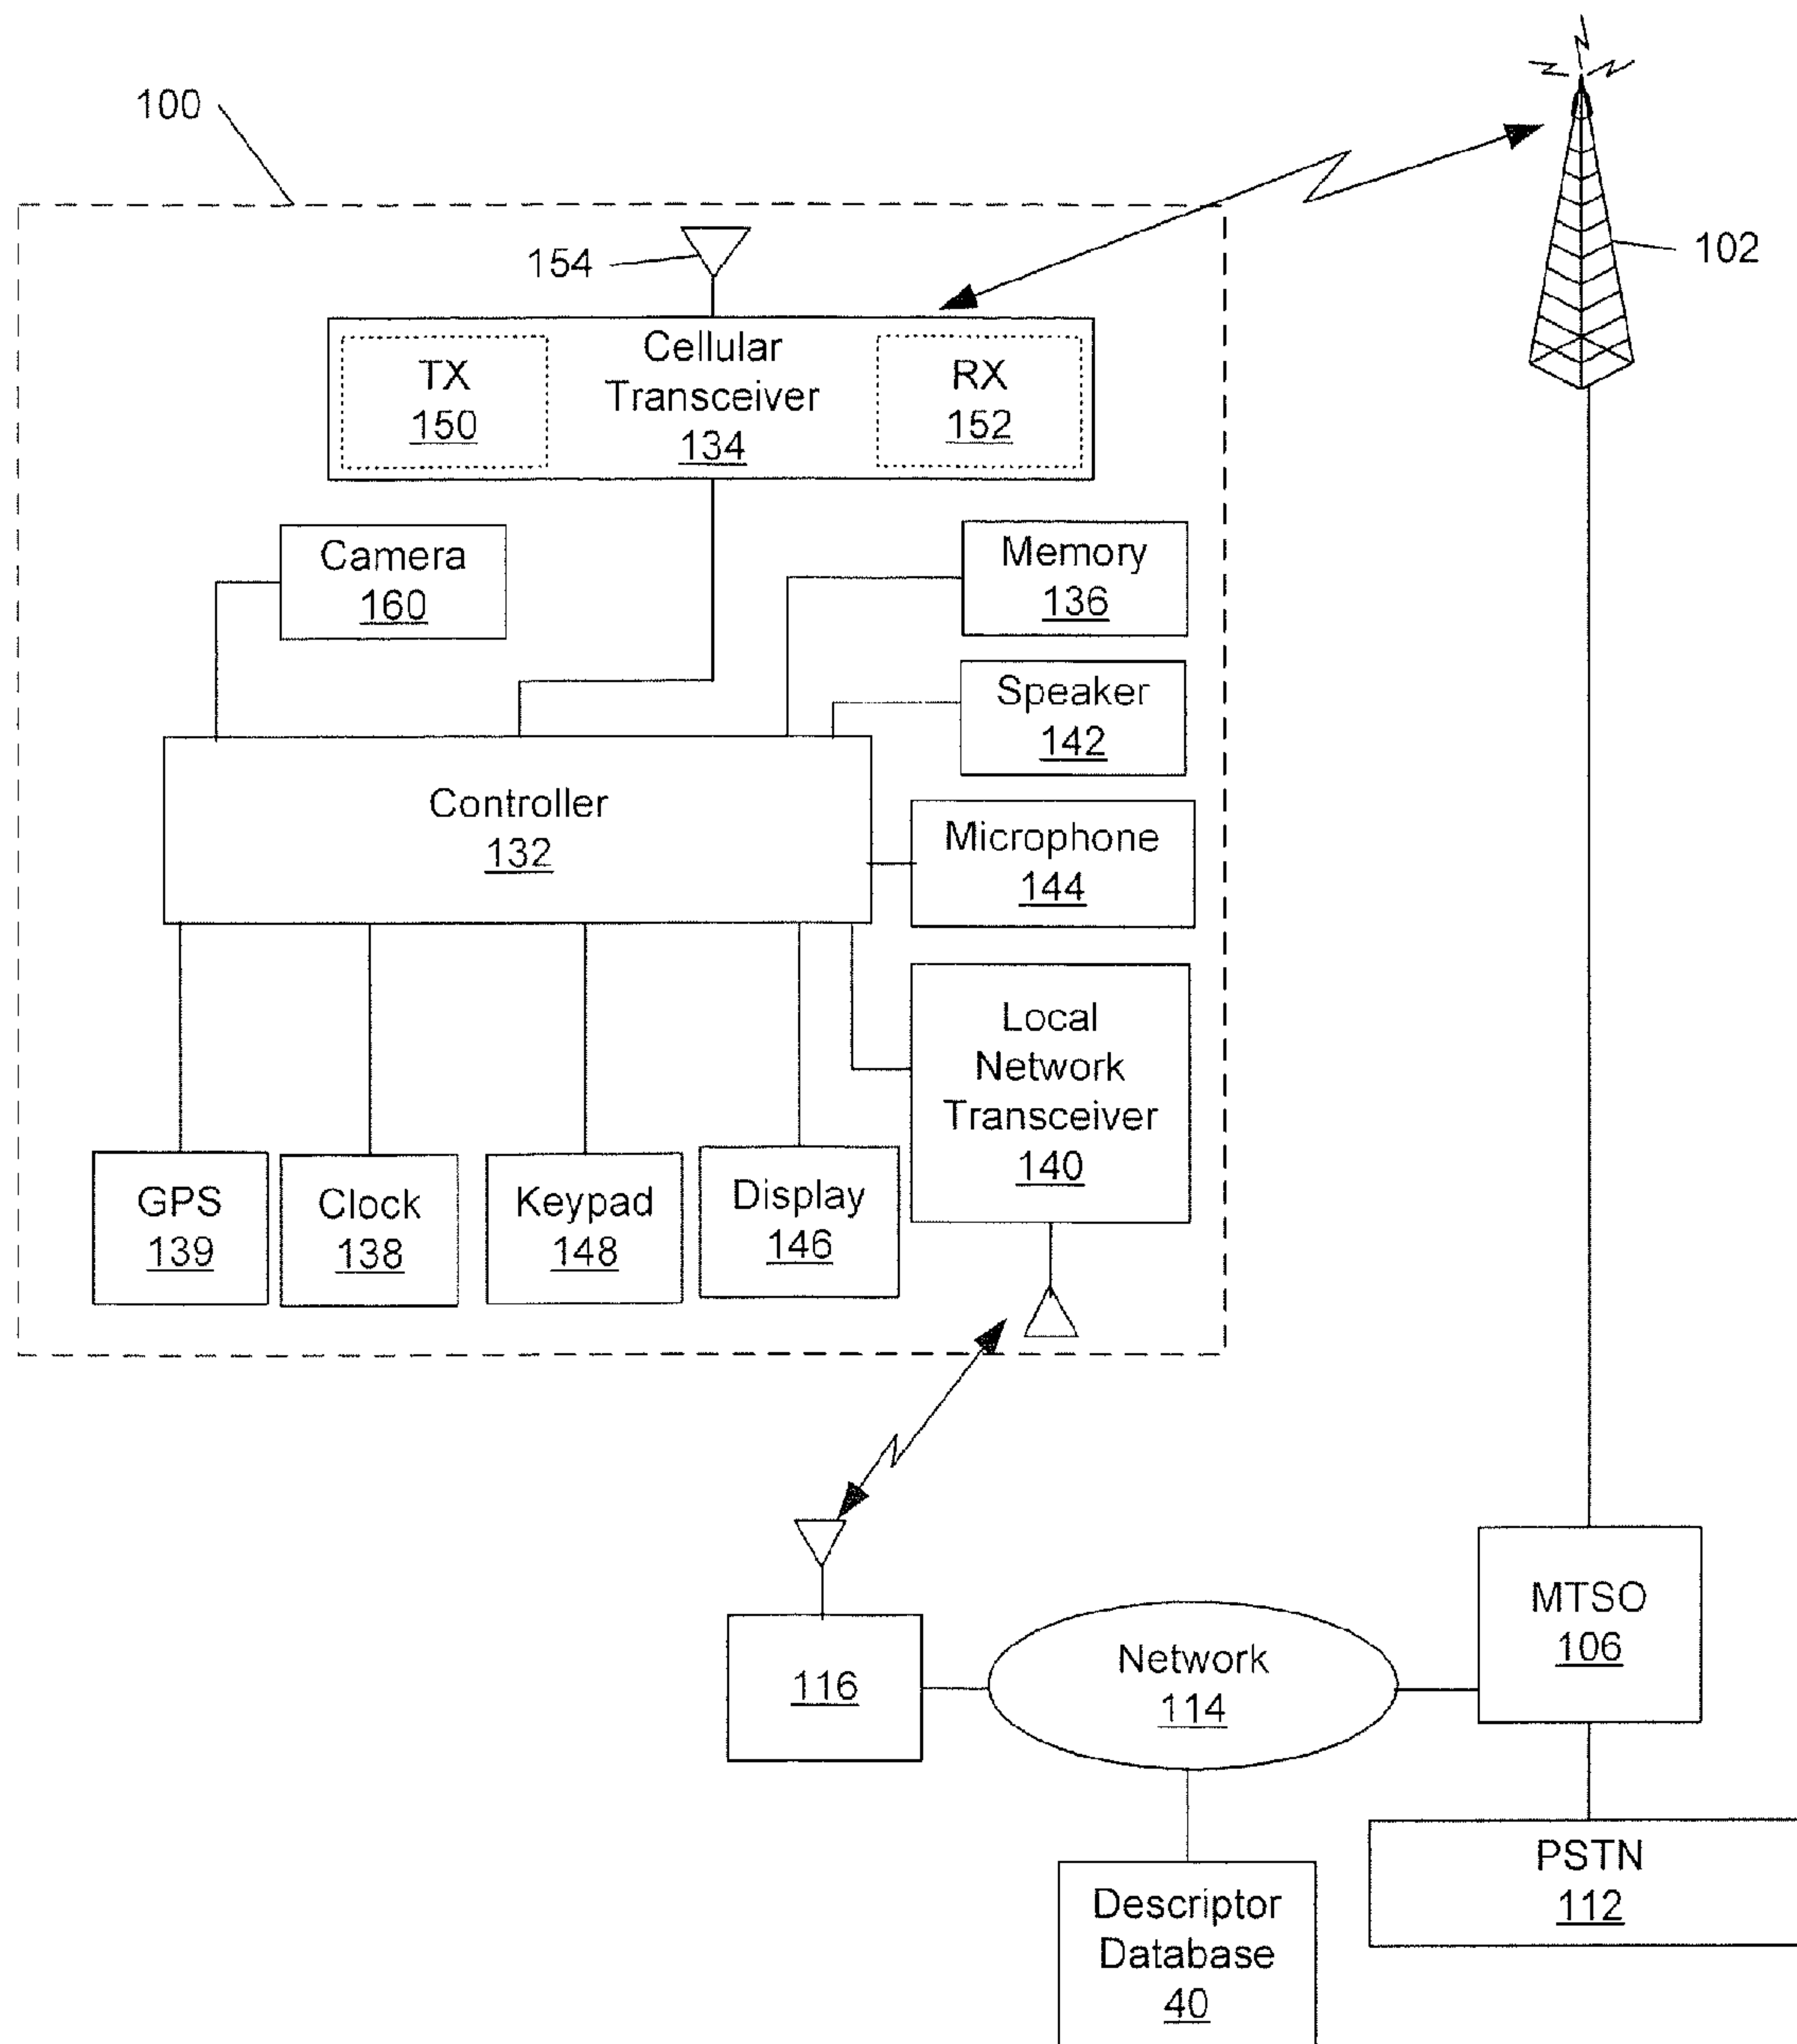 100
102
154
TX
150
Cellular
Transceiver
134
RX
152
Camera
160
Memory
136
Speaker
142
Controller
132
Microphone
144
Local
Network
Transceiver
140
GPS
139
Clock
138
Keypad
148
Display
146
116
Network
114
MTSO
106
PSTN
112
Descriptor
Database
40